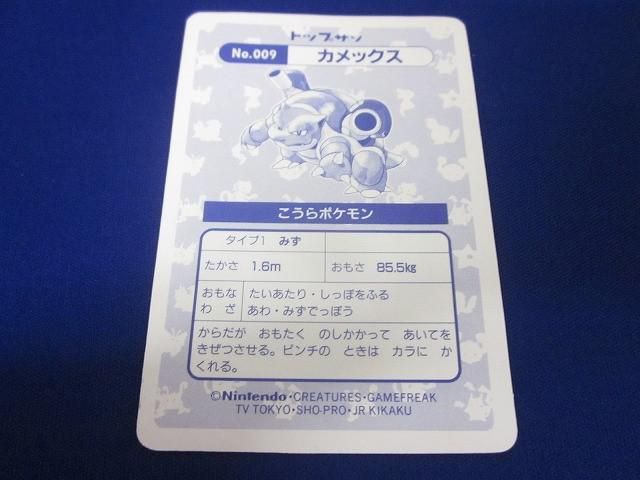 トップサン
No.009 カメックス
こうらポケモン
タイプ1 みず
たかさ 1.6m おもさ 85.5kg
おもな たいあたり・しっぽをふる
わ ざ あわ・みずでっぽう
からだが おもたく のしかかって あいてを
きぜつさせる。ピンチの ときは カラに か
くれる。
©Nintendo・CREATURES・GAMEFREAK
TV TOKYO・SHO-PRO・JR KIKAKU